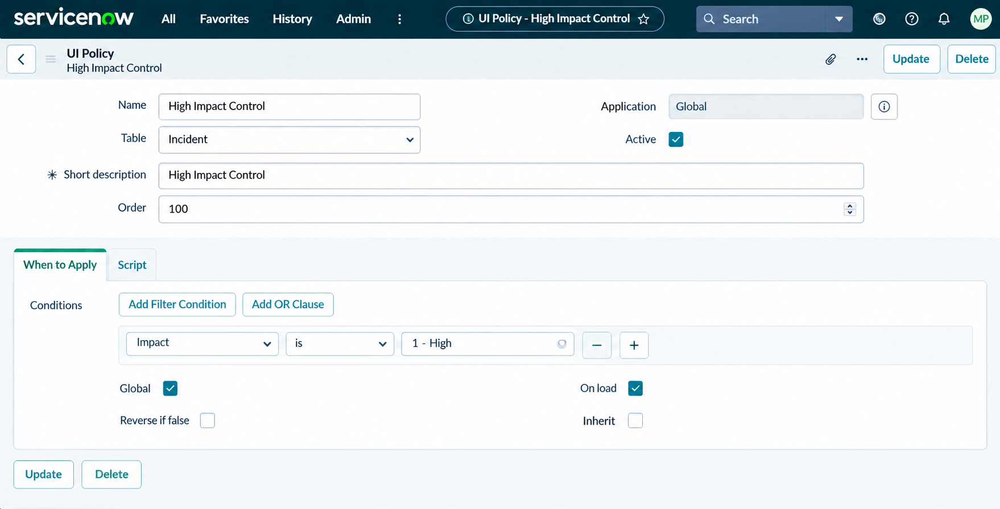 servicenow All Favorites History Admin UI Policy - High Impact Control Search MP
UI Policy
High Impact Control
Update Delete
Name High Impact Control Application Global
Table Incident Active
Short description High Impact Control
Order 100
When to Apply Script
Conditions Add Filter Condition Add OR Clause
Impact is 1 - High
Global On load
Reverse if false Inherit
Update Delete